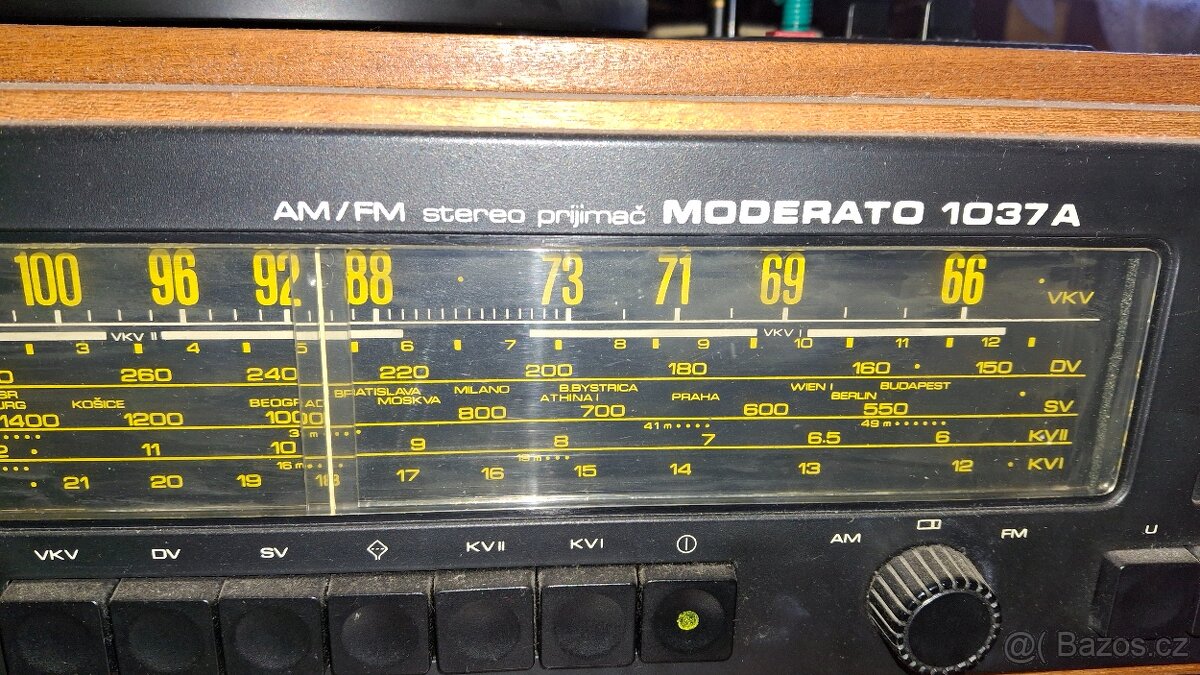 AM/FM stereo prijimač MODERATO 1037A
100 96 92 88 73 71 69 66 VKV
VKV II VKV I
3 4 5 6 7 8 9 10 11 12
260 240 220 200 180 160 150 DV
BRATISLAVA MILANO B.BYSTRICA WIEN I BUDAPEST
KOŠICE BEOGRAD MOSKVA ATHINA I PRAHA BERLIN
1400 1200 1000 800 700 600 550 SV
3 m 41 m 49 m
11 10 9 8 7 6.5 6 KVII
16 m 19 m
21 20 19 18 17 16 15 14 13 12 KVI
VKV DV SV KVII KVI AM FM U
@( Bazos.cz